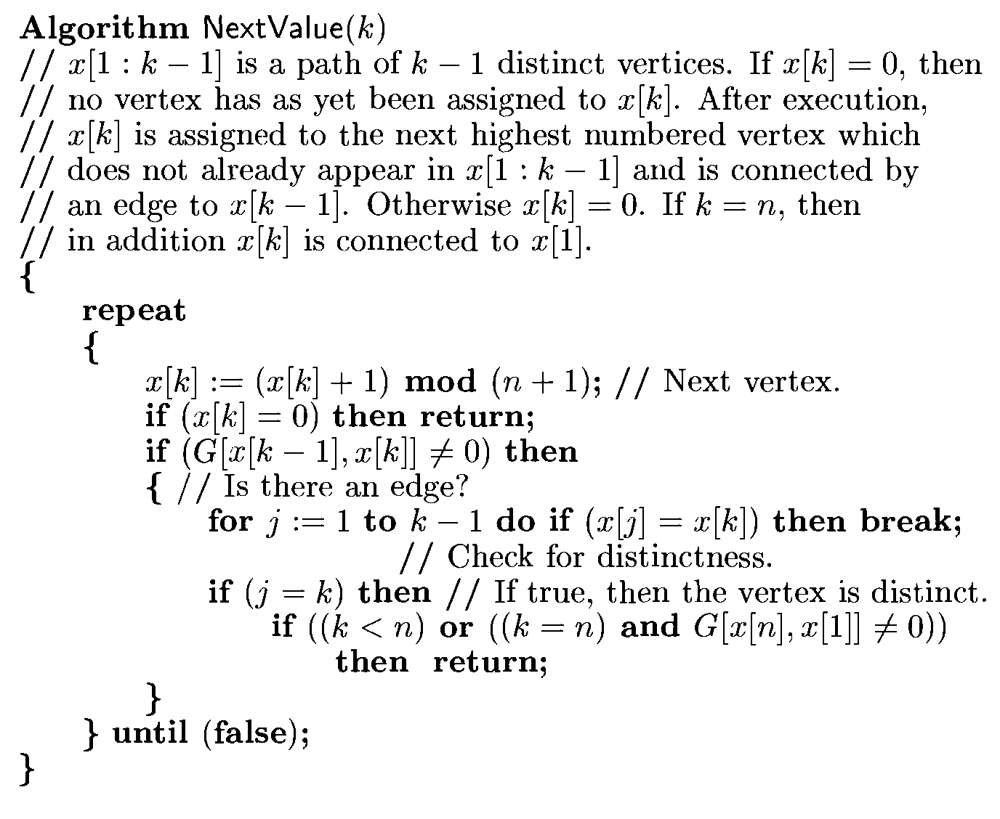 Algorithm NextValue(k)
// x[1 : k − 1] is a path of k − 1 distinct vertices. If x[k] = 0, then
// no vertex has as yet been assigned to x[k]. After execution,
// x[k] is assigned to the next highest numbered vertex which
// does not already appear in x[1 : k − 1] and is connected by
// an edge to x[k − 1]. Otherwise x[k] = 0. If k = n, then
// in addition x[k] is connected to x[1].
{
repeat
{
x[k] := (x[k] + 1) mod (n + 1); // Next vertex.
if (x[k] = 0) then return;
if (G[x[k − 1], x[k]] ≠ 0) then
{ // Is there an edge?
for j := 1 to k − 1 do if (x[j] = x[k]) then break;
// Check for distinctness.
if (j = k) then // If true, then the vertex is distinct.
if ((k < n) or ((k = n) and G[x[n], x[1]] ≠ 0))
then return;
}
} until (false);
}